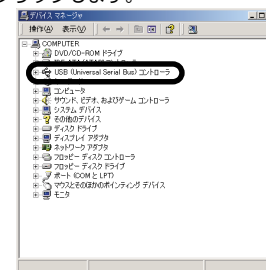 デバイス マネージャ
操作(A) 表示(V)
COMPUTER
DVD/CD-ROM ドライブ
USB (Universal Serial Bus) コントローラ
コンピュータ
サウンド、ビデオ、およびゲーム コントローラ
システム デバイス
その他のデバイス
ディスク ドライブ
ディスプレイ アダプタ
ネットワーク アダプタ
フロッピー ディスク コントローラ
フロッピー ディスク ドライブ
ポート (COM と LPT)
マウスとそのほかのポインティング デバイス
モニタ